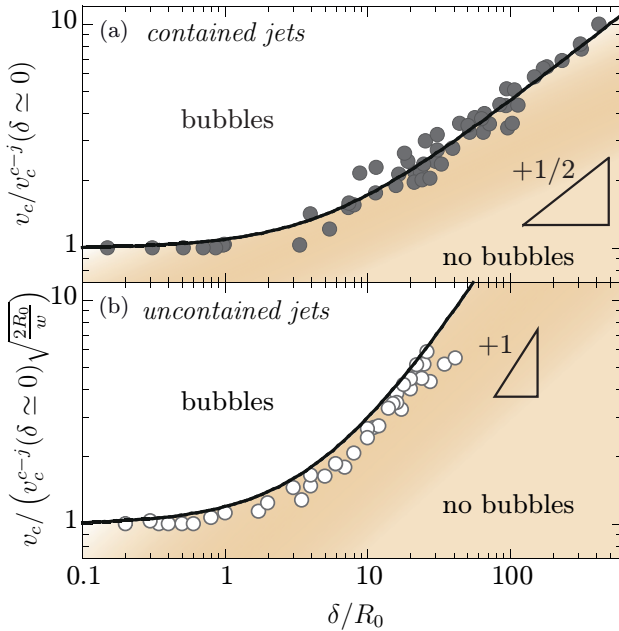 10
(a) contained jets
bubbles
+1/2
1
no bubbles
v_c/v_c^{c-j}(δ ≃ 0)
10
(b) uncontained jets
+1
bubbles
1
no bubbles
v_c/(v_c^{c-j}(δ ≃ 0)√(2R_0/w))
0.1 1 10 100
δ/R_0